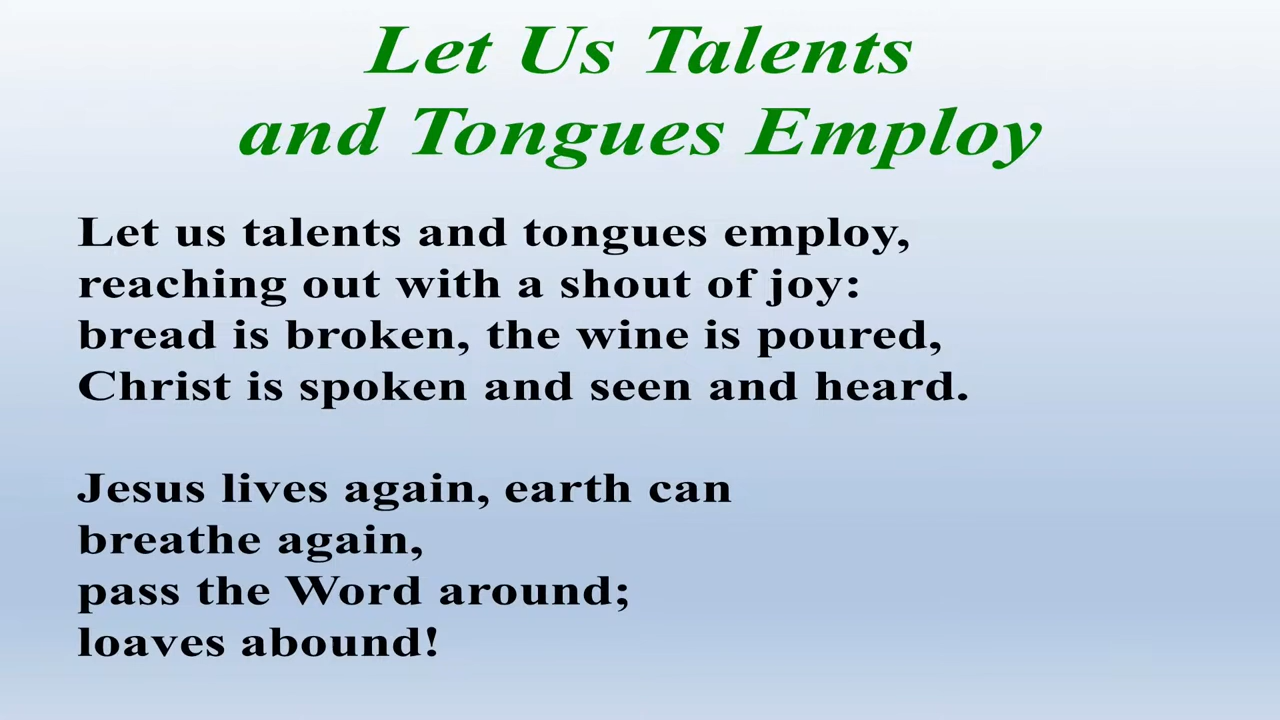 Let Us Talents
and Tongues Employ
Let us talents and tongues employ,
reaching out with a shout of joy:
bread is broken, the wine is poured,
Christ is spoken and seen and heard.
Jesus lives again, earth can
breathe again,
pass the Word around;
loaves abound!